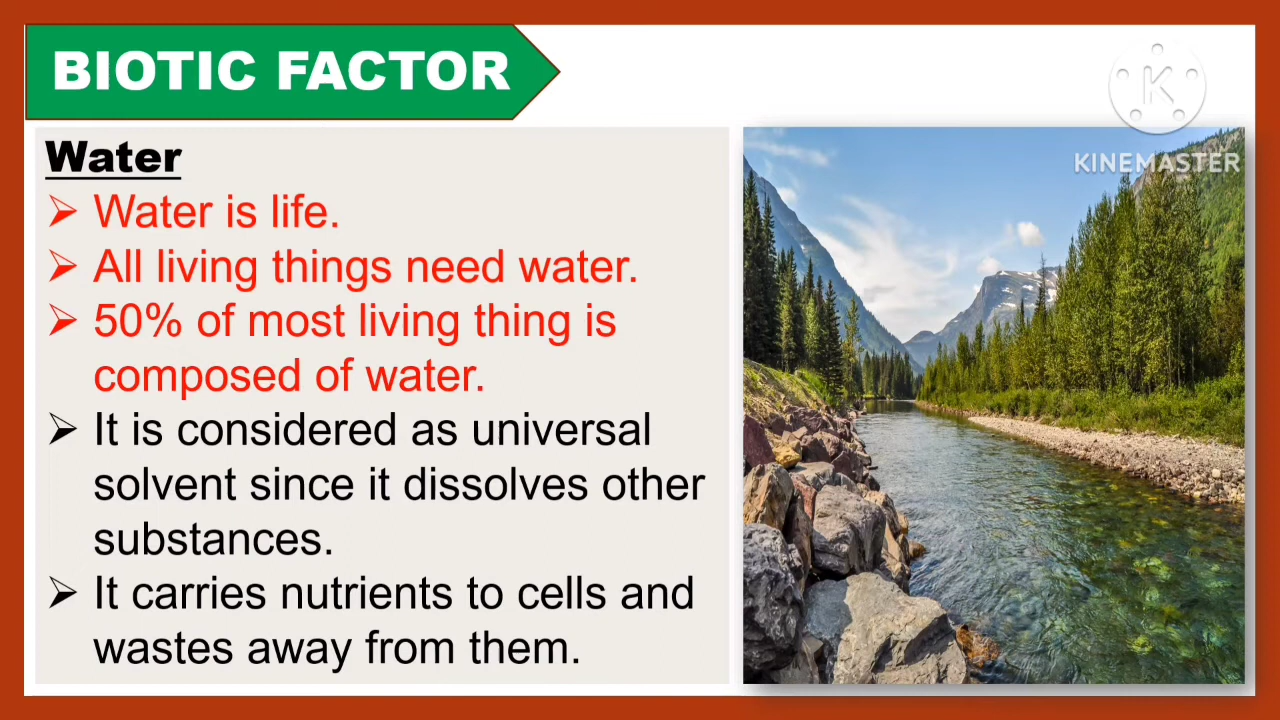 BIOTIC FACTOR
K
KINEMASTER
Water
➢ Water is life.
➢ All living things need water.
➢ 50% of most living thing is
composed of water.
➢ It is considered as universal
solvent since it dissolves other
substances.
➢ It carries nutrients to cells and
wastes away from them.